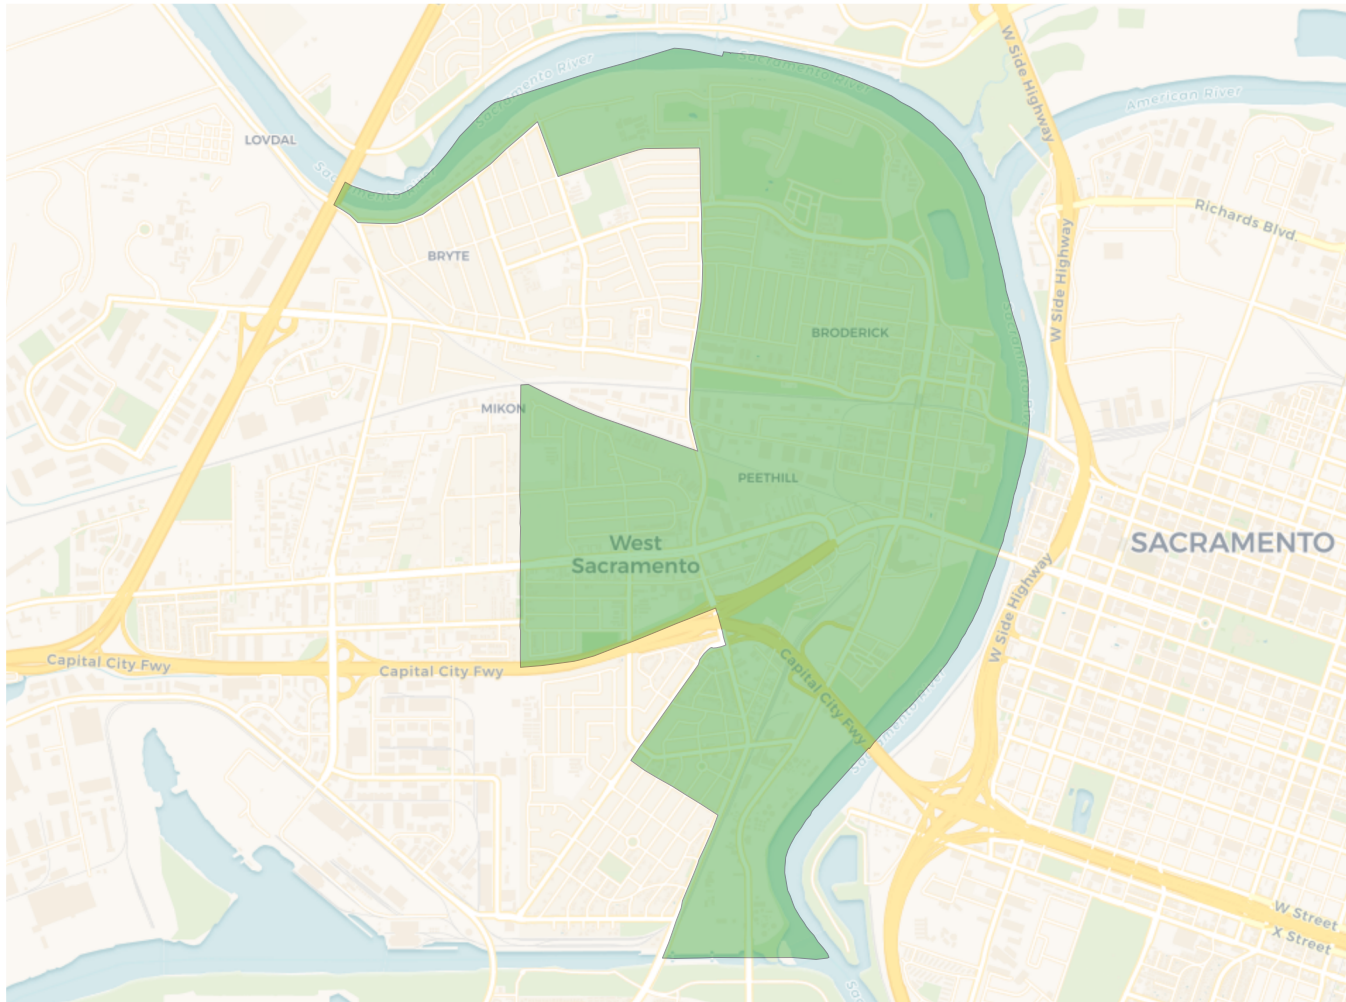 W Side Highway
Sacramento River
Sacramento River
American River
LOVDAL
Richards Blvd.
W Side Highway
BRYTE
BRODERICK
MIKON
PEETHILL
West
Sacramento
SACRAMENTO
W Side Highway
Capital City Fwy
Capital City Fwy
Capital City Fwy
W Street
X Street